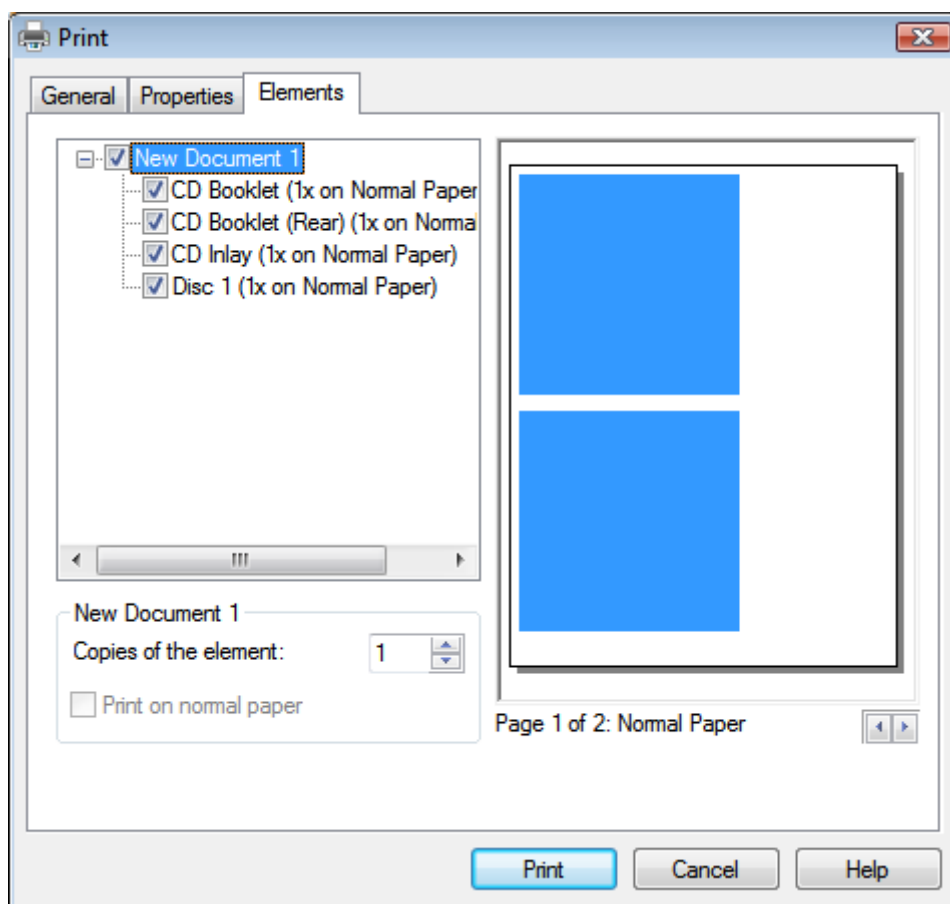 Print
General Properties Elements
New Document 1
CD Booklet (1x on Normal Paper
CD Booklet (Rear) (1x on Norma
CD Inlay (1x on Normal Paper)
Disc 1 (1x on Normal Paper)
New Document 1
Copies of the element: 1
Print on normal paper
Page 1 of 2: Normal Paper
Print Cancel Help